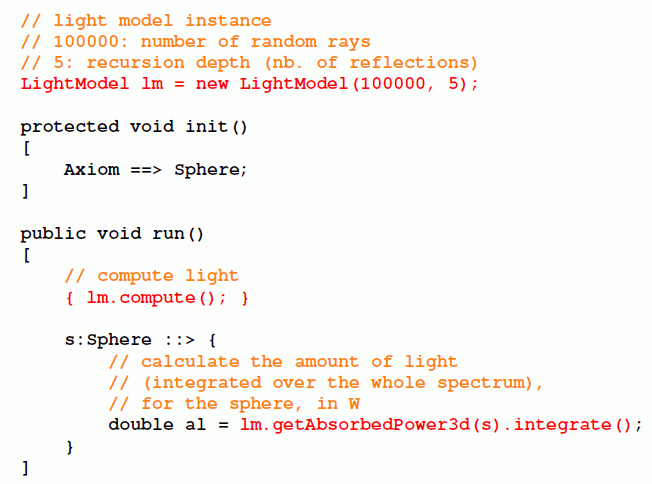 // light model instance
// 100000: number of random rays
// 5: recursion depth (nb. of reflections)
LightModel lm = new LightModel(100000, 5);
protected void init()
[
Axiom ==> Sphere;
]
public void run()
[
// compute light
{ lm.compute(); }
s:Sphere ::> {
// calculate the amount of light
// (integrated over the whole spectrum),
// for the sphere, in W
double al = lm.getAbsorbedPower3d(s).integrate();
}
]